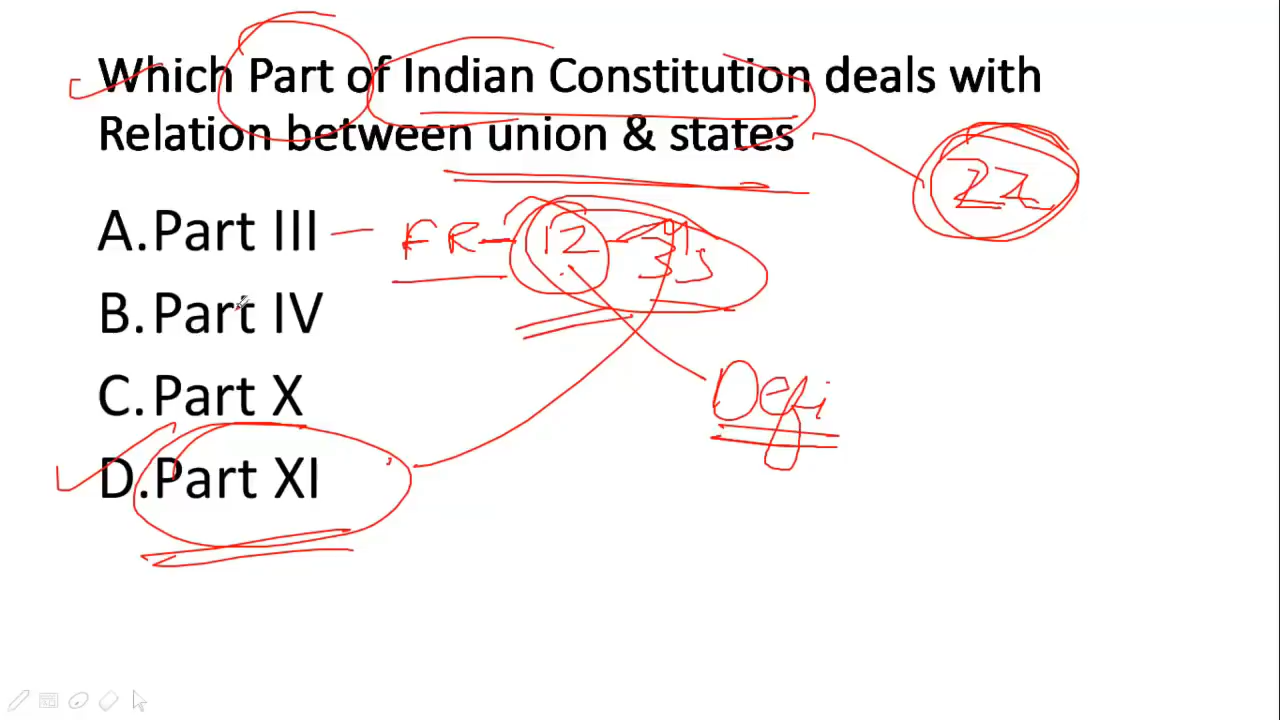 Which Part of Indian Constitution deals with
Relation between union & states
22
A. Part III - FR - 12 - 35
B. Part IV
C. Part X
Defi
D. Part XI